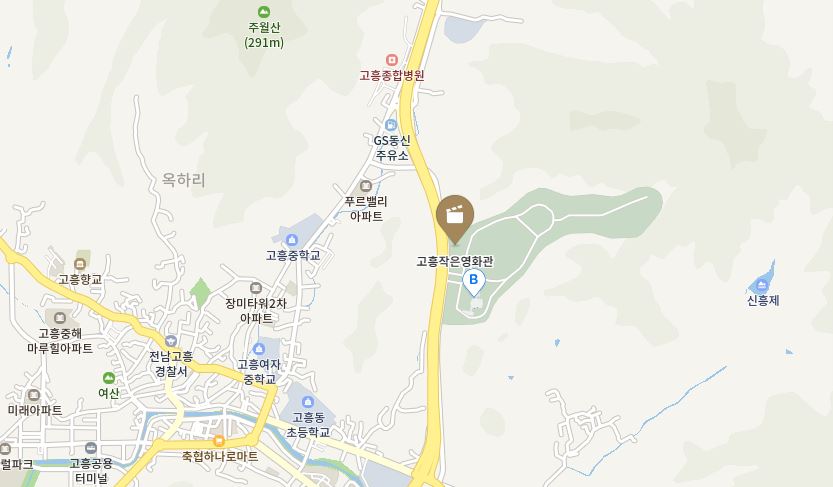 주월산
(291m)
고흥종합병원
GS동신
주유소
옥하리
푸르밸리
아파트
고흥작은영화관
고흥중학교
B
고흥향교
장미타워2차
아파트
신흥제
고흥중해
마루힐아파트
전남고흥
경찰서
고흥여자
중학교
여산
미래아파트
고흥동
초등학교
축협하나로마트
럴파크
고흥공용
터미널